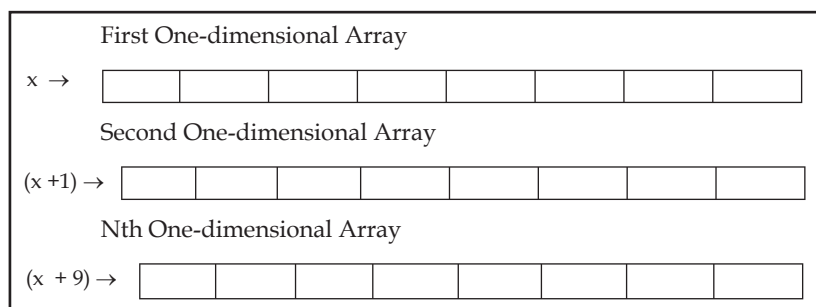 First One-dimensional Array
x →
Second One-dimensional Array
(x +1) →
Nth One-dimensional Array
(x + 9) →